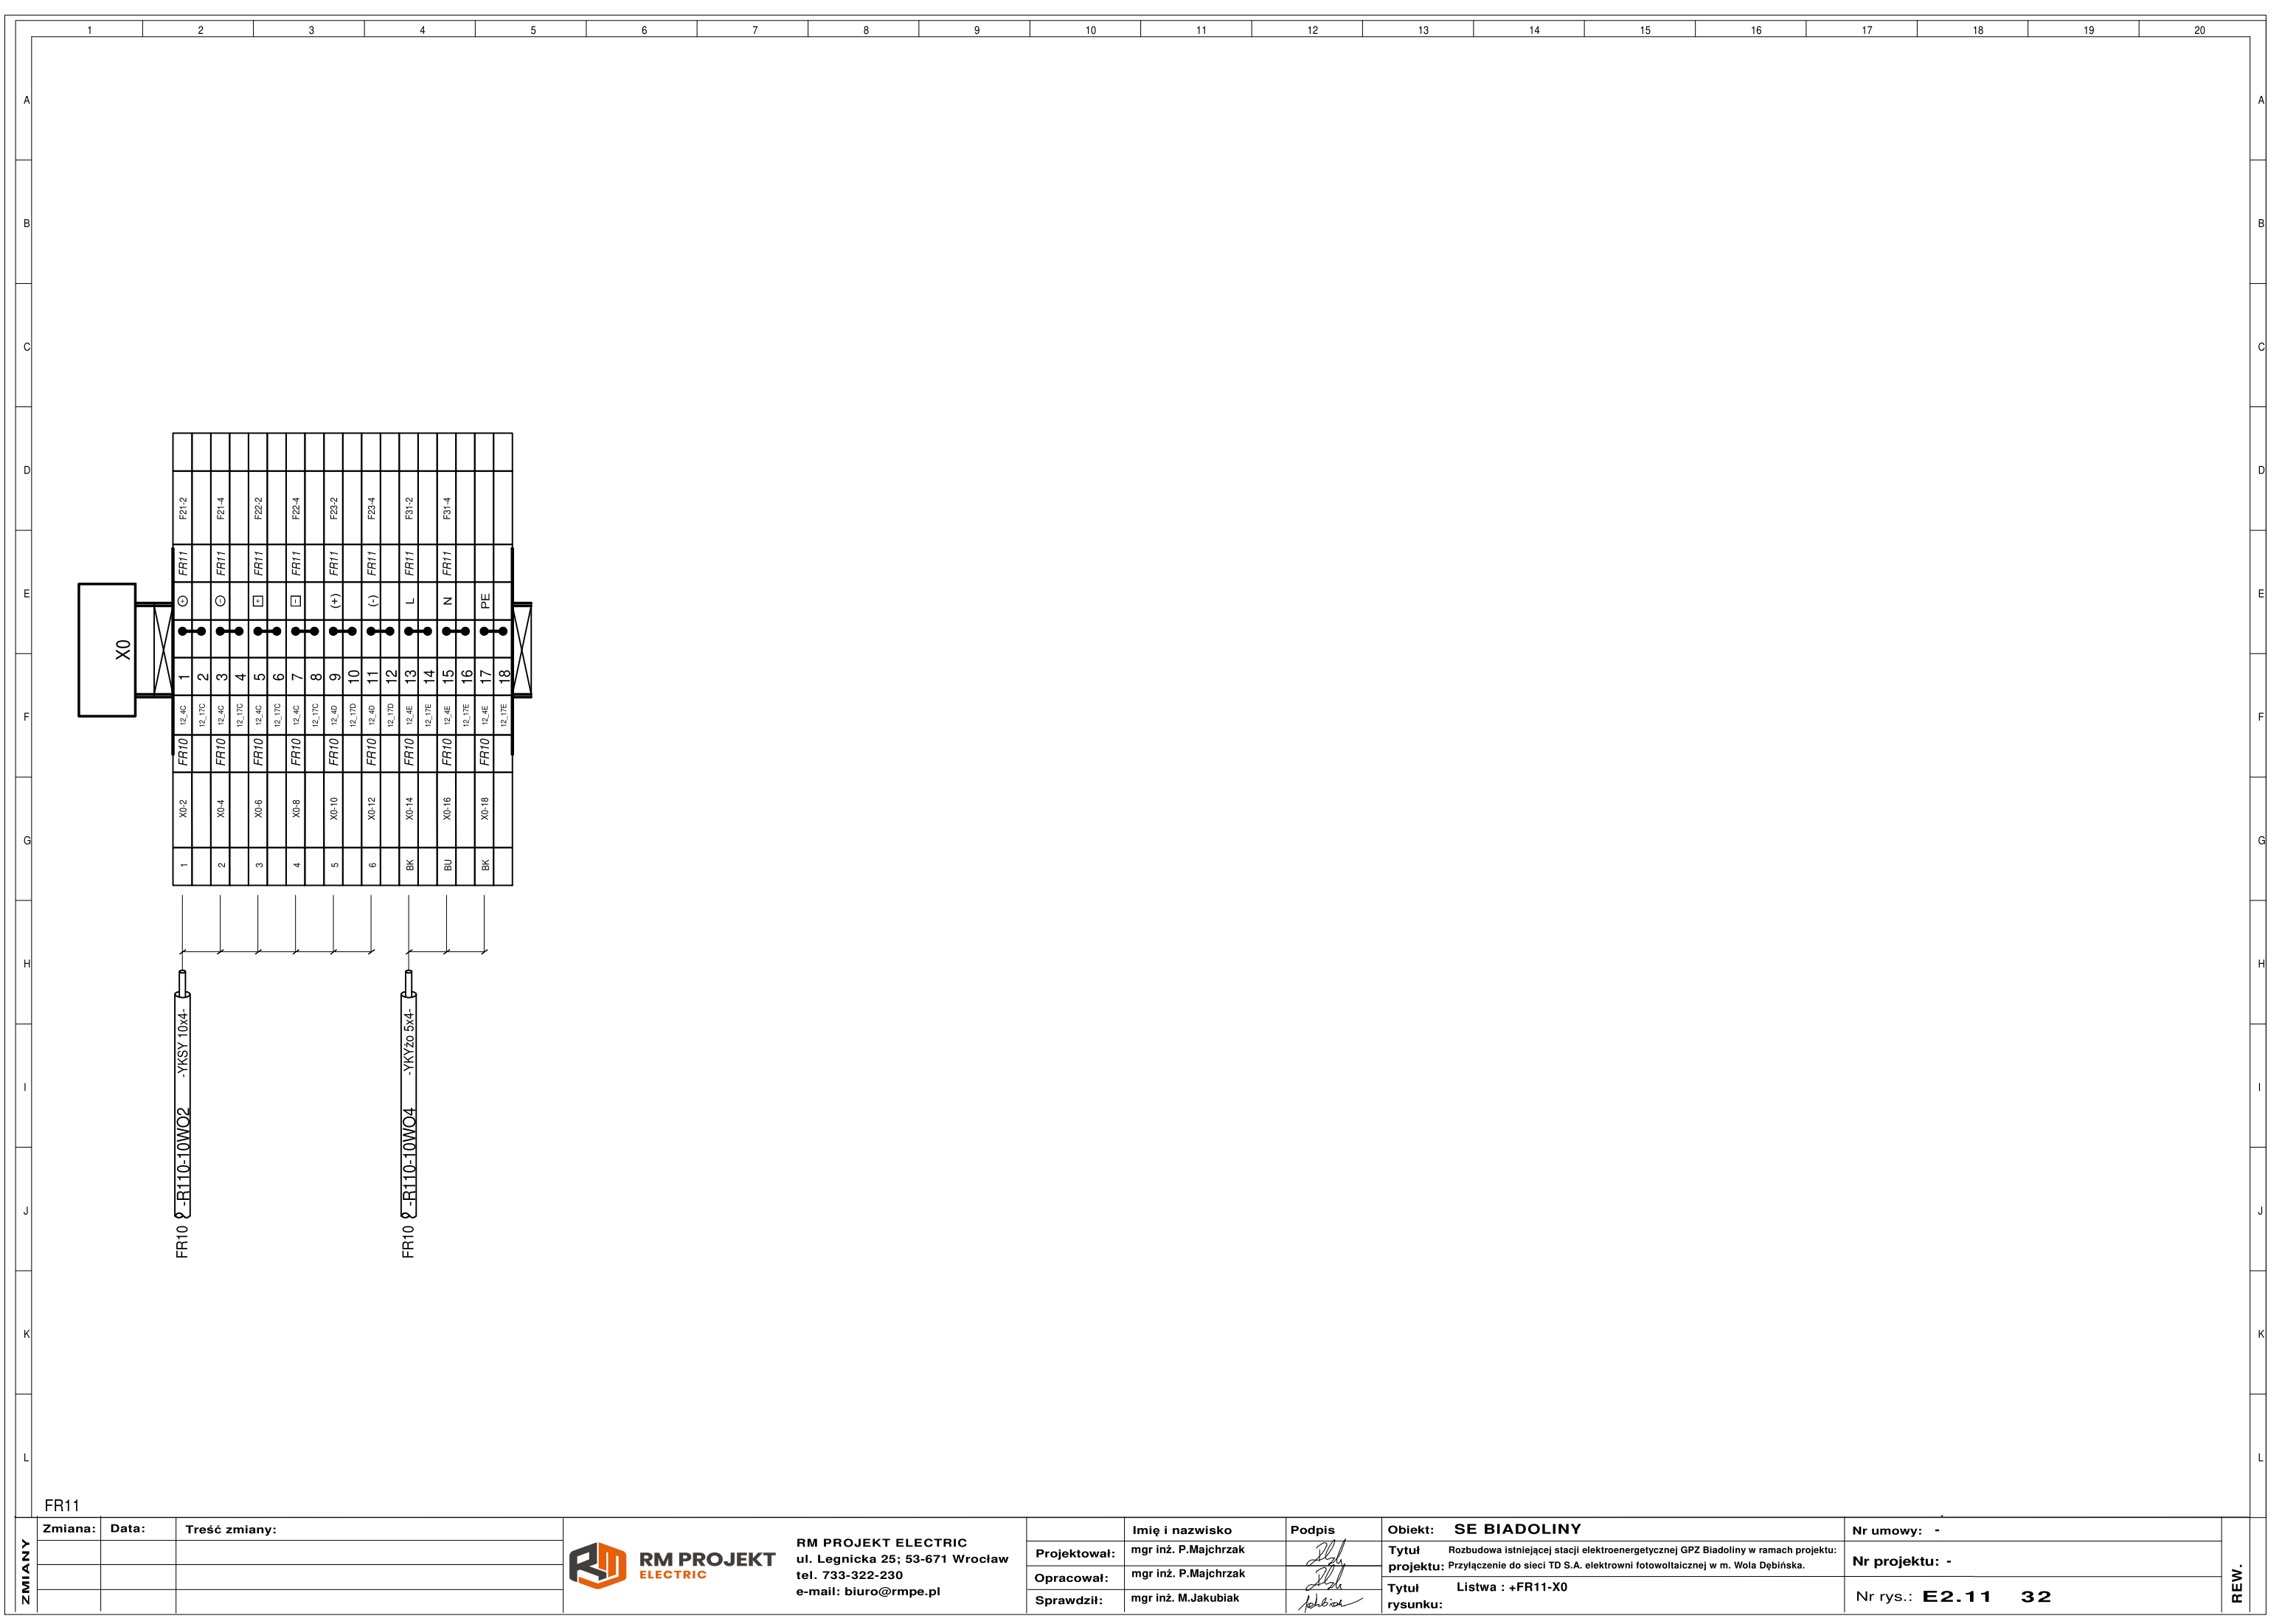 1 2 3 4 5 6 7 8 9 10 11 12 13 14 15 16 17 18 19 20
A A
B B
C C
D D
E E
F F
G G
H H
I I
J J
K K
L L
F21-2 F21-4 F22-2 F22-4 F23-2 F23-4 F31-2 F31-4
FR11 FR11 FR11 FR11 FR11 FR11 FR11 FR11
+ - + - (+) (-) L N PE
X0
1 2 3 4 5 6 7 8 9 10 11 12 13 14 15 16 17 18
12_4C 12_17C 12_4C 12_17C 12_4C 12_17C 12_4C 12_17C 12_4D 12_17D 12_4D 12_17D 12_4E 12_17E 12_4E 12_17E 12_4E 12_17E
FR10 FR10 FR10 FR10 FR10 FR10 FR10 FR10 FR10
X0-2 X0-4 X0-6 X0-8 X0-10 X0-12 X0-14 X0-16 X0-18
1 2 3 4 5 6 BK BU BK
FR10 -R110-10WO2 -YKSY 10x4-
FR10 -R110-10WO4 -YKYżo 5x4-
FR11
ZMIANY
Zmiana: Data: Treść zmiany:
RM PROJEKT
ELECTRIC
RM PROJEKT ELECTRIC
ul. Legnicka 25; 53-671 Wrocław
tel. 733-322-230
e-mail: biuro@rmpe.pl
Imię i nazwisko Podpis
Projektował: mgr inż. P.Majchrzak
Opracował: mgr inż. P.Majchrzak
Sprawdził: mgr inż. M.Jakubiak
Obiekt: SE BIADOLINY
Tytuł projektu: Rozbudowa istniejącej stacji elektroenergetycznej GPZ Biadoliny w ramach projektu:
Przyłączenie do sieci TD S.A. elektrowni fotowoltaicznej w m. Wola Dębińska.
Tytuł rysunku: Listwa : +FR11-X0
Nr umowy: -
Nr projektu: -
Nr rys.: E2.11 32
REW.